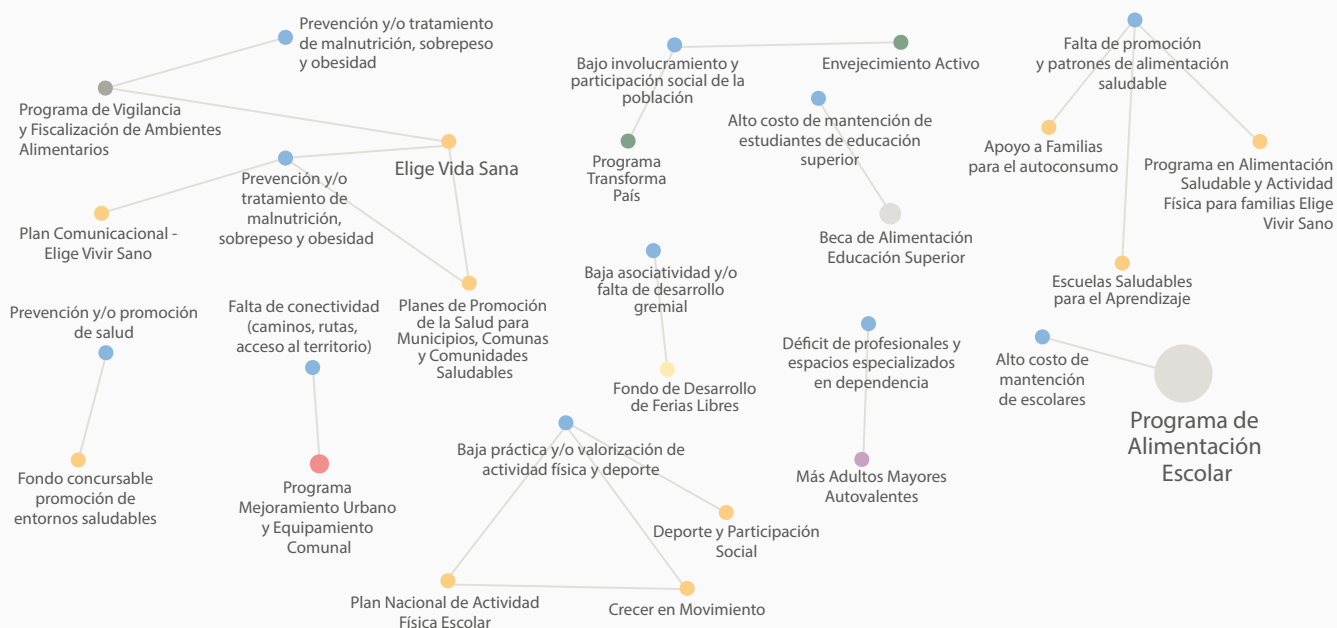 Prevención y/o tratamiento
de malnutrición, sobrepeso
y obesidad
Programa de Vigilancia
y Fiscalización de Ambientes
Alimentarios
Elige Vida Sana
Prevención y/o
tratamiento de
malnutrición,
sobrepeso y obesidad
Plan Comunicacional -
Elige Vivir Sano
Planes de Promoción
de la Salud para
Municipios, Comunas
y Comunidades
Saludables
Bajo involucramiento y
participación social de la
población
Envejecimiento Activo
Programa
Transforma
País
Alto costo de mantención de
estudiantes de educación
superior
Beca de Alimentación
Educación Superior
Falta de promoción
y patrones de alimentación
saludable
Apoyo a Familias
para el autoconsumo
Programa en Alimentación
Saludable y Actividad
Física para familias Elige
Vivir Sano
Escuelas Saludables
para el Aprendizaje
Prevención y/o promoción
de salud
Fondo concursable
promoción de
entornos saludables
Falta de conectividad
(caminos, rutas,
acceso al territorio)
Programa
Mejoramiento Urbano
y Equipamiento
Comunal
Baja asociatividad y/o
falta de desarrollo
gremial
Fondo de Desarrollo
de Ferias Libres
Déficit de profesionales y
espacios especializados
en dependencia
Más Adultos Mayores
Autovalentes
Alto costo de
mantención
de escolares
Programa de
Alimentación
Escolar
Baja práctica y/o valorización de
actividad física y deporte
Deporte y Participación
Social
Plan Nacional de Actividad
Física Escolar
Crecer en Movimiento